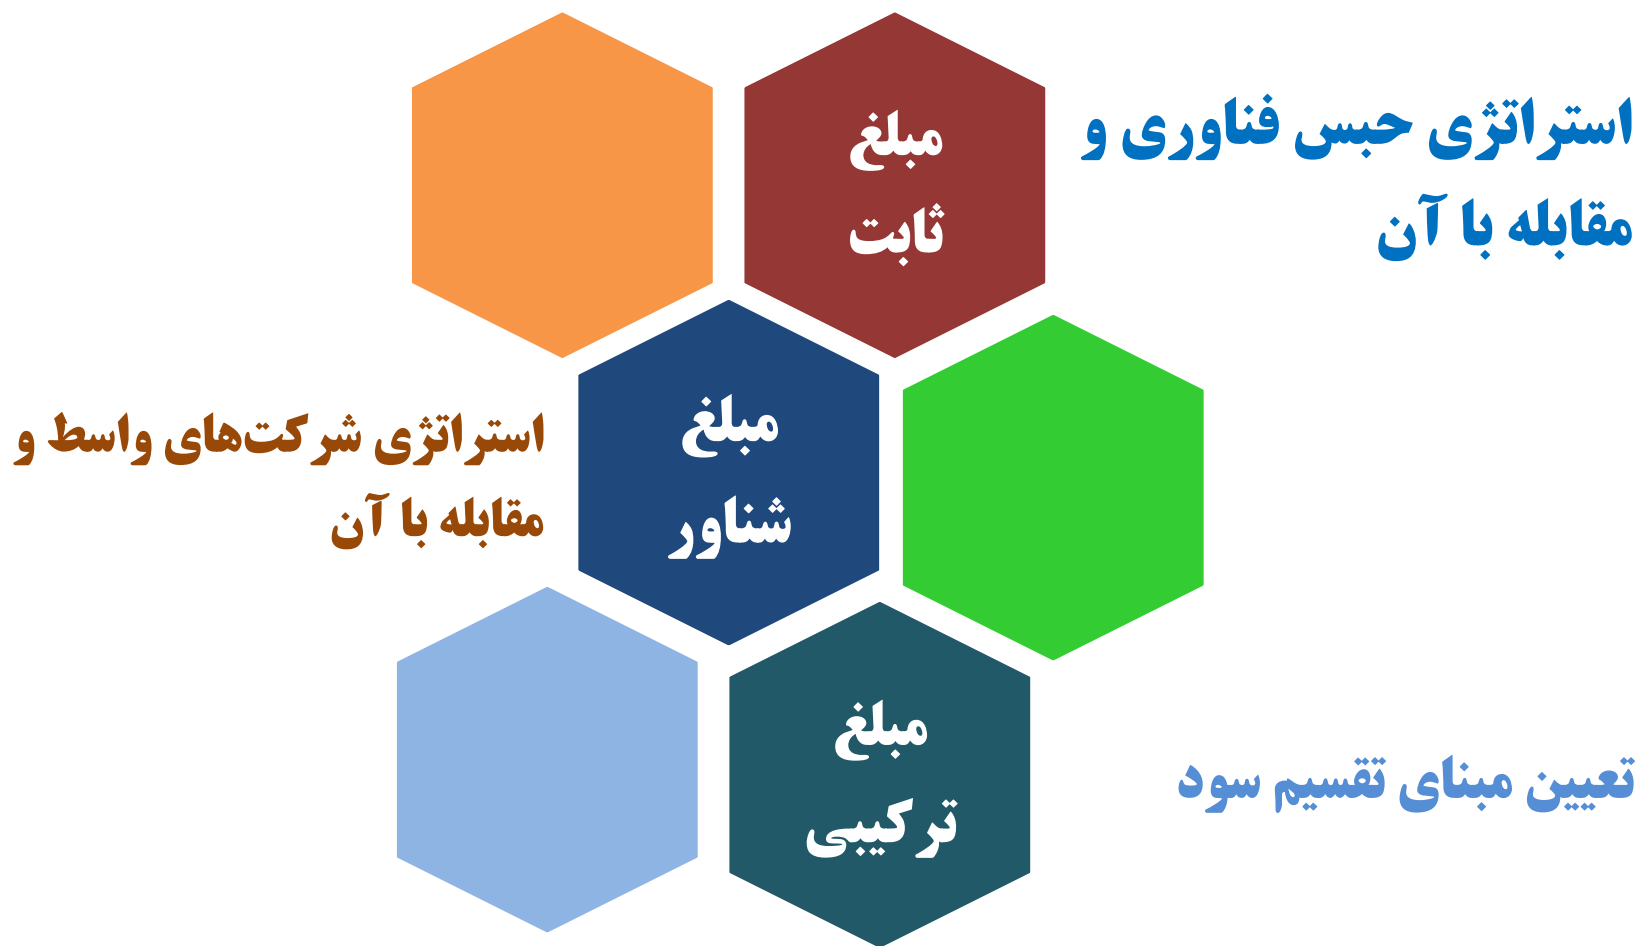 مبلغ
ثابت
استراتژی حبس فناوری و
مقابله با آن
مبلغ
شناور
استراتژی شرکت‌های واسط و
مقابله با آن
مبلغ
ترکیبی
تعیین مبنای تقسیم سود